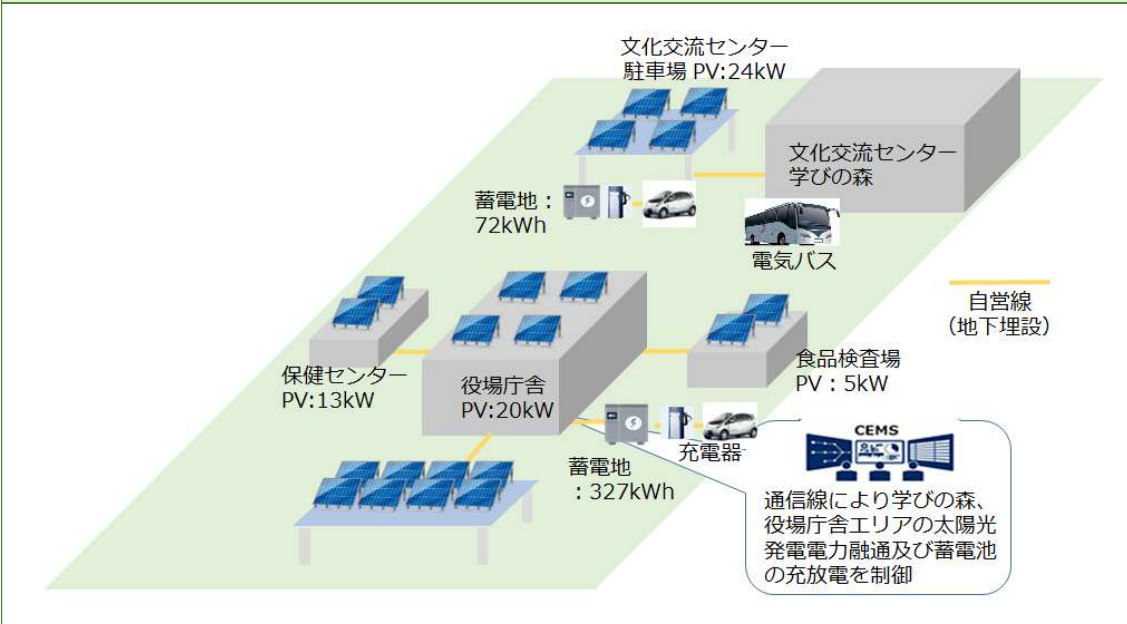 文化交流センター
駐車場 PV:24kW
文化交流センター
学びの森
蓄電地：
72kWh
電気バス
自営線
（地下埋設）
保健センター
PV:13kW
役場庁舎
PV:20kW
食品検査場
PV：5kW
充電器
蓄電地
：327kWh
CEMS
通信線により学びの森、
役場庁舎エリアの太陽光
発電電力融通及び蓄電池
の充放電を制御